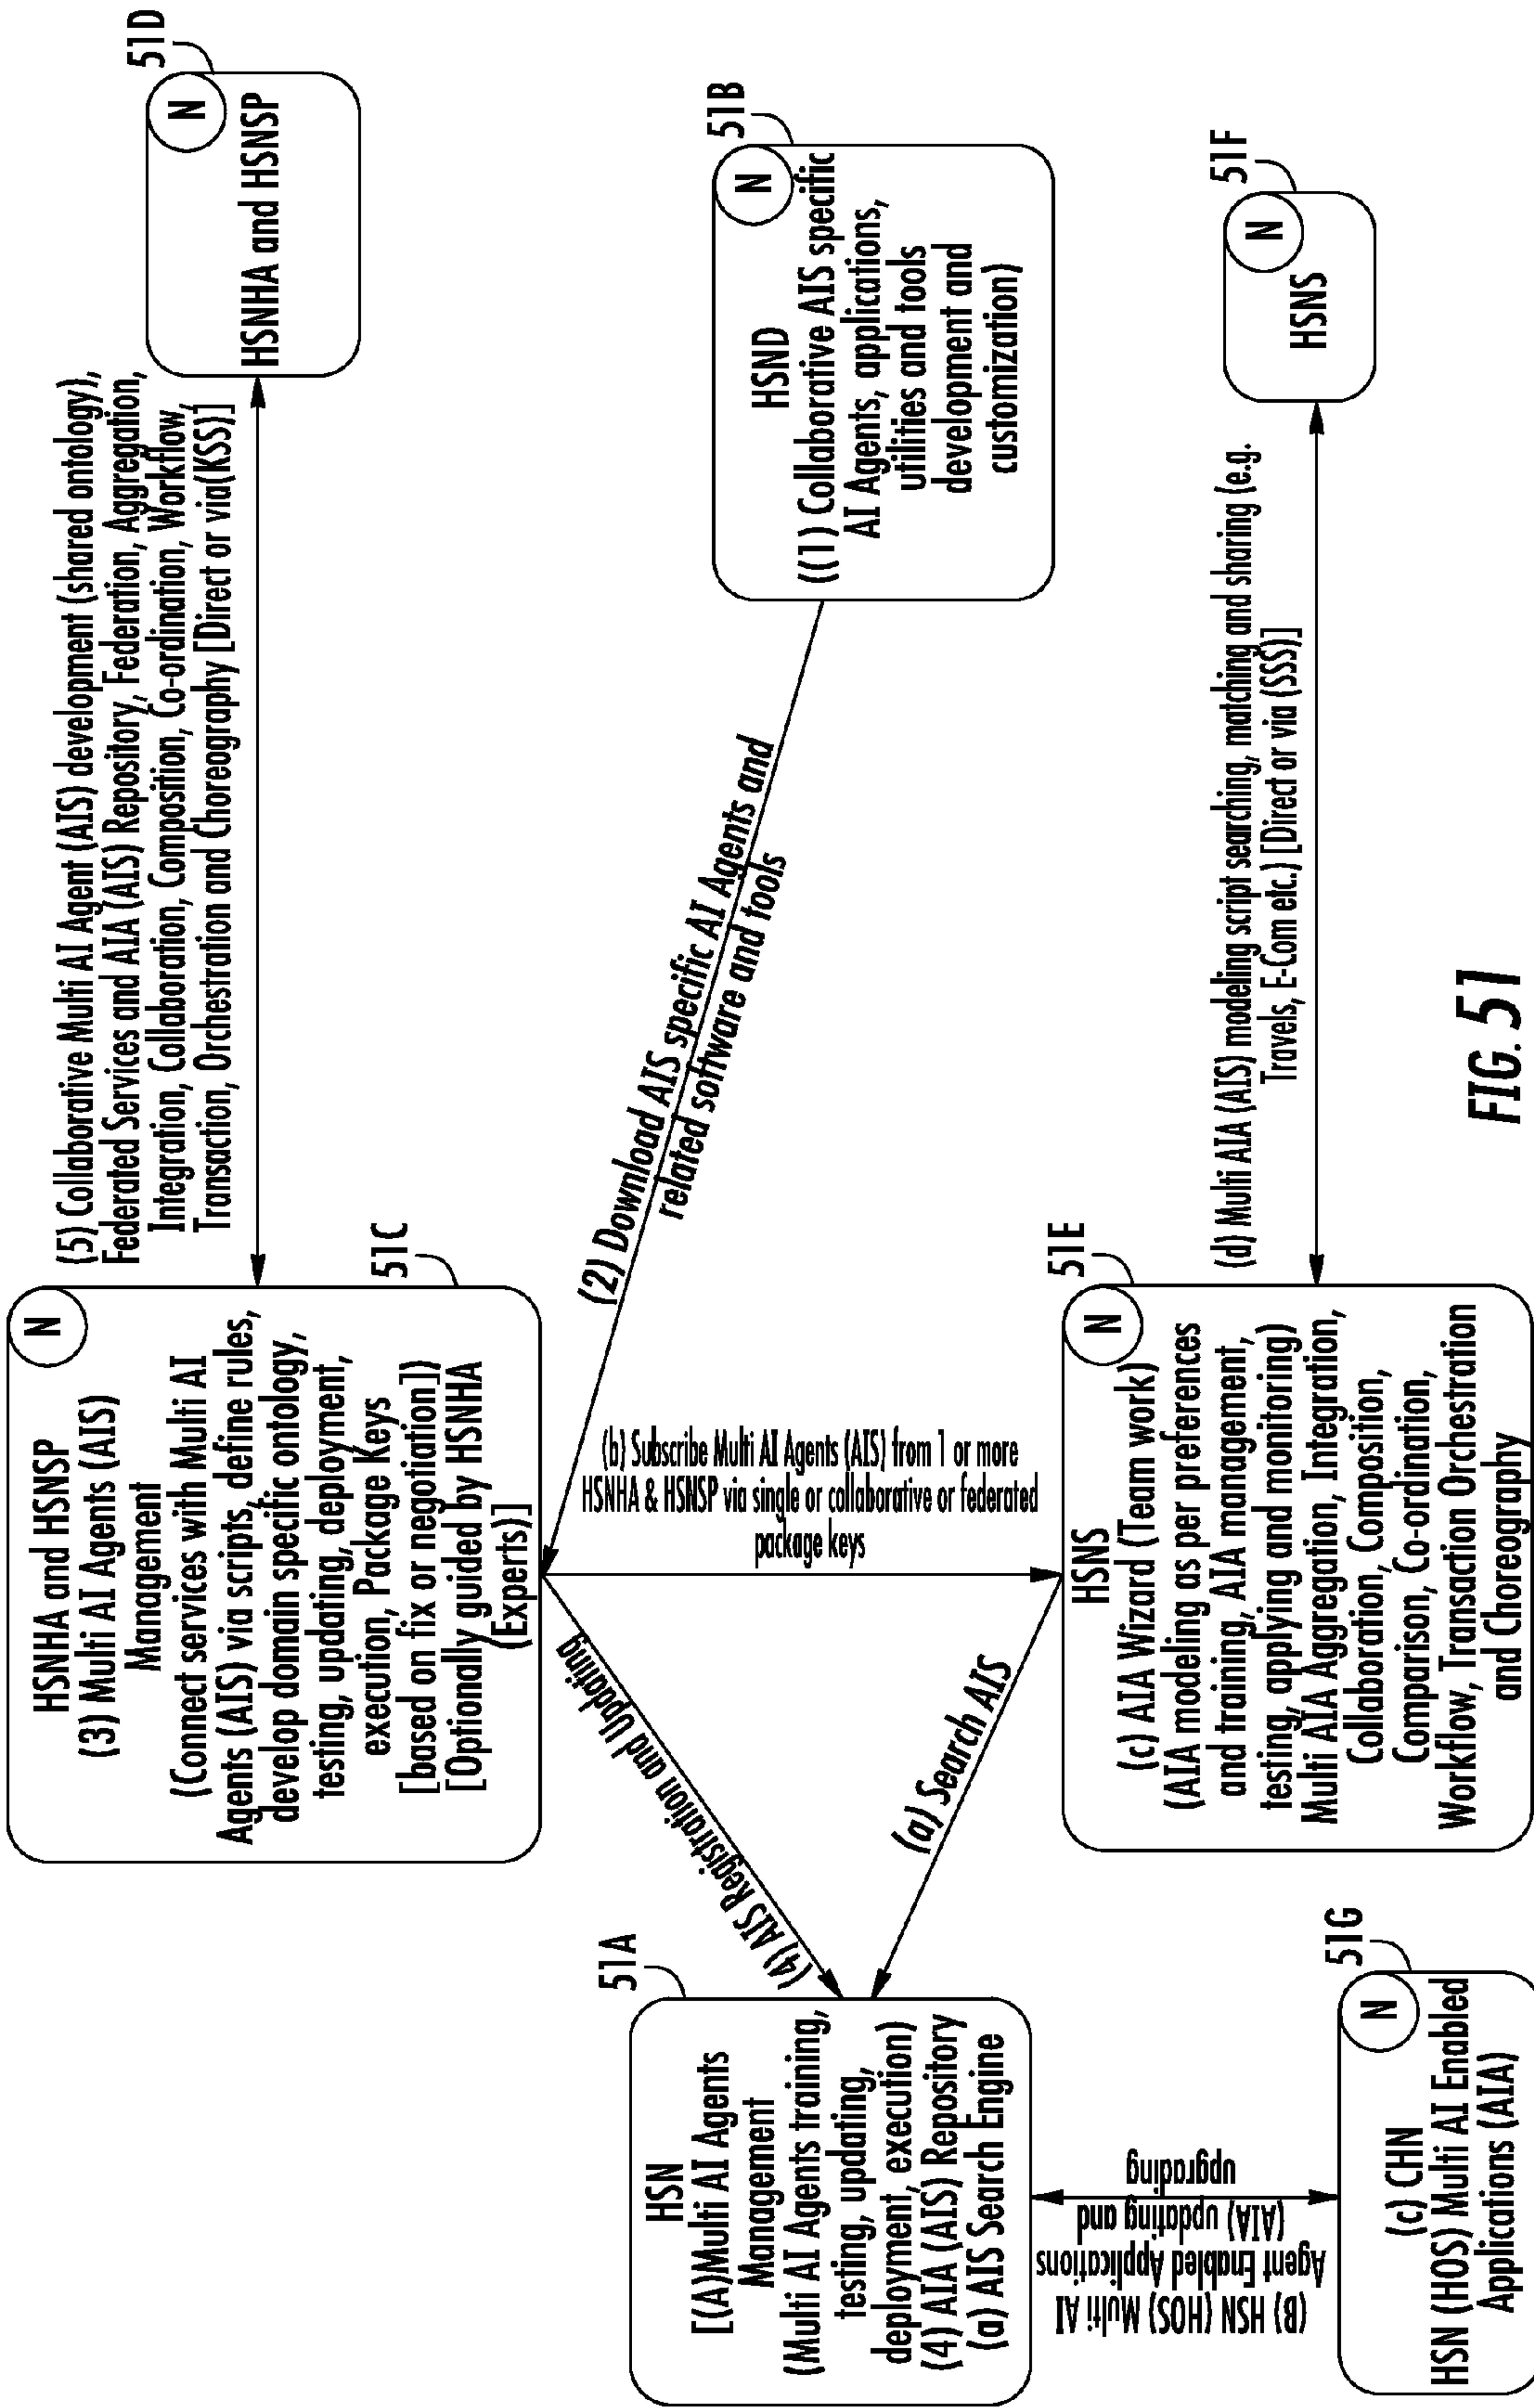 51D
N
HSNHA and HSNSP
(5) Collaborative Multi AI Agent (AIS) development (shared ontology),
Federated Services and AIA (AIS) Repository, Federation, Aggregation,
Integration, Collaboration, Composition, Co-ordination, Workflow,
Transaction, Orchestration and Choreography [Direct or via(KSS)]
51C
N
HSNHA and HSNSP
(3) Multi AI Agents (AIS)
Management
(Connect services with Multi AI
Agents (AIS) via scripts, define rules,
develop domain specific ontology,
testing, updating, deployment,
execution, Package Keys
[based on fix or negotiation])
[Optionally guided by HSNHA
(Experts)]
51B
N
HSND
((1) Collaborative AIS specific
AI Agents, applications,
utilities and tools
development and
customization)
(2) Download AIS specific AI Agents and
related software and tools
(4) AIS Registration and Updating
(b) Subscribe Multi AI Agents (AIS) from 1 or more
HSNHA & HSNSP via single or collaborative or federated
package keys
(a) Search AIS
51A
HSN
[(A)Multi AI Agents
Management
(Multi AI Agents training,
testing, updating,
deployment, execution)
(4) AIA (AIS) Repository
(a) AIS Search Engine
51E
N
HSNS
(c) AIA Wizard (Team work)
(AIA modeling as per preferences
and training, AIA management,
testing, applying and monitoring)
Multi AIA Aggregation, Integration,
Collaboration, Composition,
Comparison, Co-ordination,
Workflow, Transaction Orchestration
and Choreography
(d) Multi AIA (AIS) modeling script searching, matching and sharing (e.g.
Travels, E-Com etc.) [Direct or via (SSS)]
51F
N
HSNS
(B) HSN (HOS) Multi AI
Agent Enabled Applications
(AIA) updating and
upgrading
51G
N
(c) CHN
HSN (HOS) Multi AI Enabled
Applications (AIA)
FIG. 51